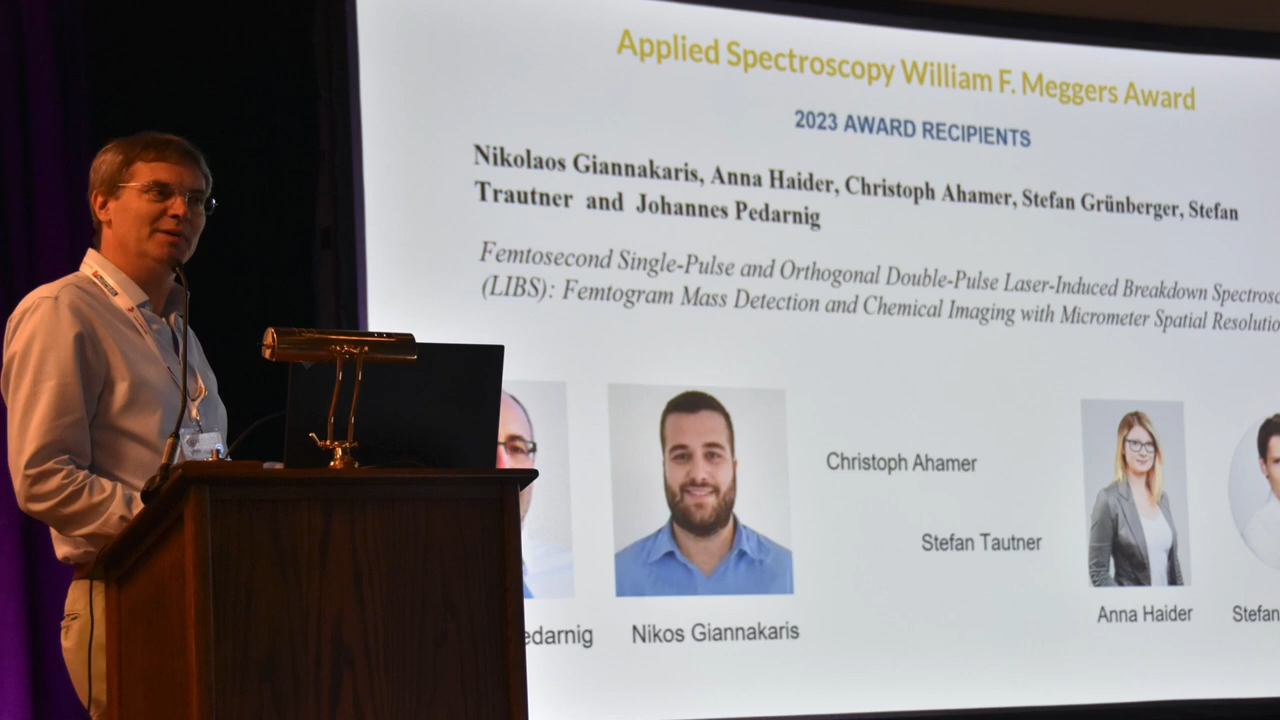 Applied Spectroscopy William F. Meggers Award
2023 AWARD RECIPIENTS
Nikolaos Giannakaris, Anna Haider, Christoph Ahamer, Stefan Grünberger, Stefan
Trautner and Johannes Pedarnig
Femtosecond Single-Pulse and Orthogonal Double-Pulse Laser-Induced Breakdown Spectrosc
(LIBS): Femtogram Mass Detection and Chemical Imaging with Micrometer Spatial Resolutio
Christoph Ahamer
Stefan Tautner
edarnig
Nikos Giannakaris
Anna Haider
Stefan